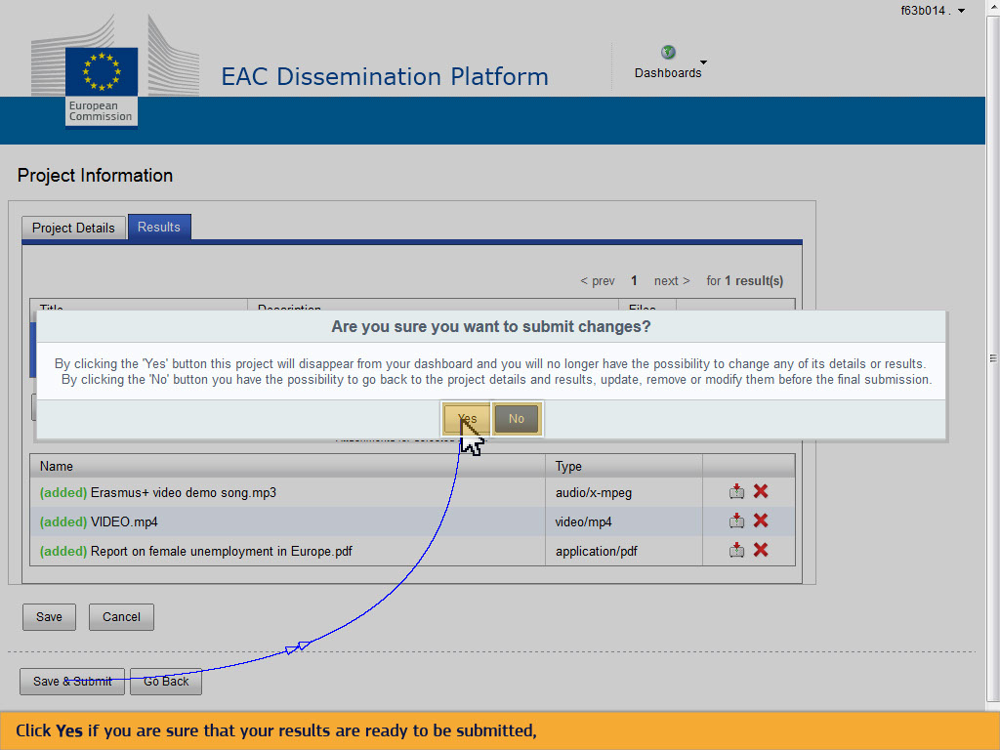 f63b014 .
EAC Dissemination Platform
Dashboards
European
Commission
Project Information
Project Details
Results
< prev 1 next > for 1 result(s)
Title Description Files
Are you sure you want to submit changes?
By clicking the 'Yes' button this project will disappear from your dashboard and you will no longer have the possibility to change any of its details or results.
By clicking the 'No' button you have the possibility to go back to the project details and results, update, remove or modify them before the final submission.
Yes No
Name Type
(added) Erasmus+ video demo song.mp3 audio/x-mpeg
(added) VIDEO.mp4 video/mp4
(added) Report on female unemployment in Europe.pdf application/pdf
Save Cancel
Save & Submit Go Back
Click Yes if you are sure that your results are ready to be submitted,